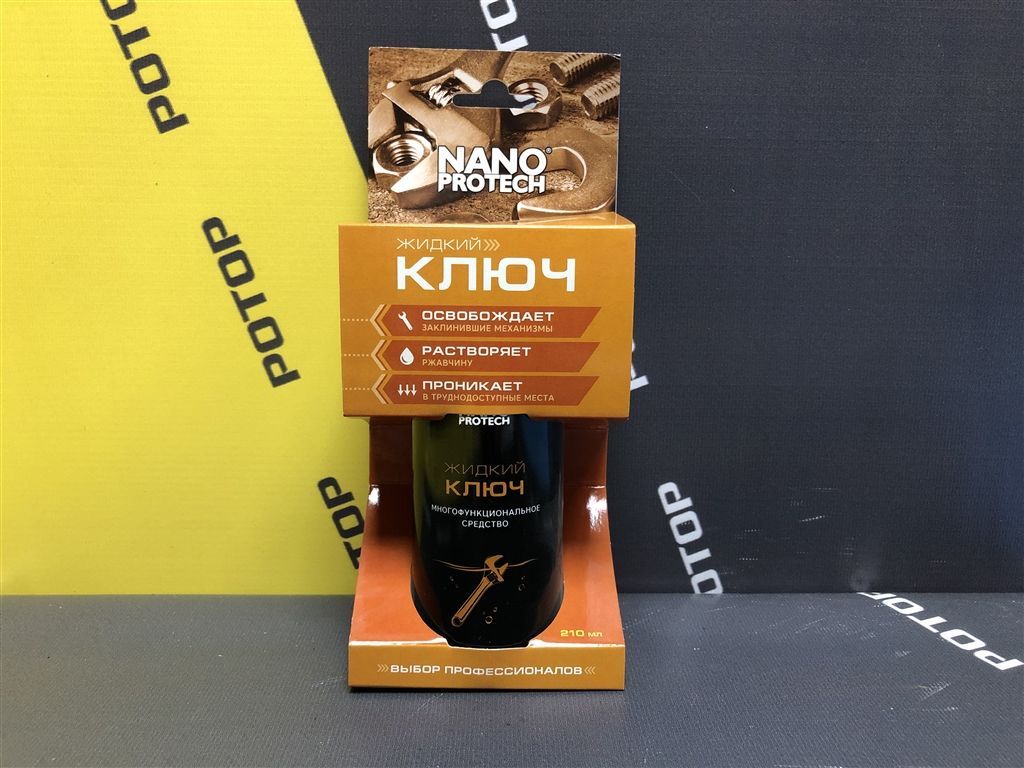 NANO®
PROTECH
ЖИДКИЙ
КЛЮЧ
ОСВОБОЖДАЕТ
ЗАКЛИНИВШИЕ МЕХАНИЗМЫ
РАСТВОРЯЕТ
РЖАВЧИНУ
ПРОНИКАЕТ
В ТРУДНОДОСТУПНЫЕ МЕСТА
PROTECH
ЖИДКИЙ
КЛЮЧ
МНОГОФУНКЦИОНАЛЬНОЕ
СРЕДСТВО
210 мл
ВЫБОР ПРОФЕССИОНАЛОВ
РОТОР
РОТОР
РОТОР
РОТОР
РОТОР